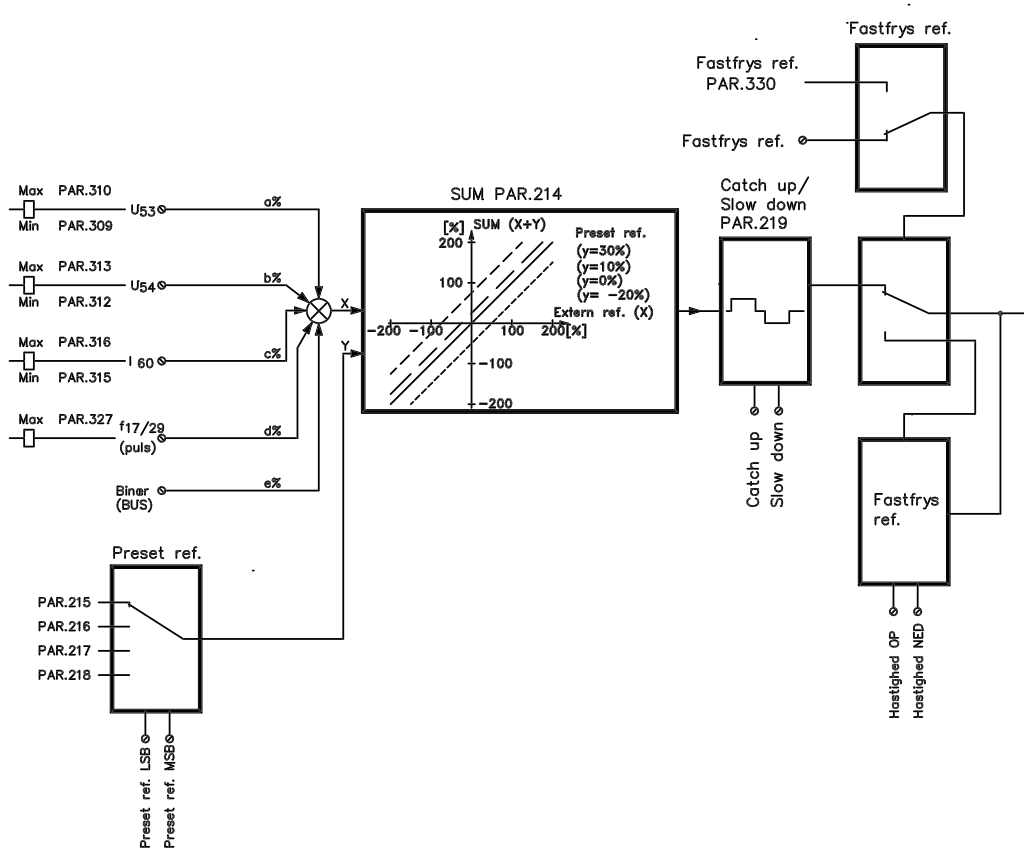 Fastfrys ref.
Fastfrys ref.
PAR.330
Fastfrys ref.
Max PAR.310
U53
a%
Min PAR.309
Max PAR.313
U54
b%
Min PAR.312
Max PAR.316
I 60
c%
Min PAR.315
Max PAR.327
f17/29
(puls)
d%
Binær
(BUS)
e%
X
Y
SUM PAR.214
[%] SUM (X+Y)
200
100
-200 -100
100 200[%]
-100
-200
Preset ref.
(y=30%)
(y=10%)
(y=0%)
(y= -20%)
Extern ref. (X)
Catch up/
Slow down
PAR.219
Catch up
Slow down
Fastfrys
ref.
Hastighed OP
Hastighed NED
Preset ref.
PAR.215
PAR.216
PAR.217
PAR.218
Preset ref. LSB
Preset ref. MSB